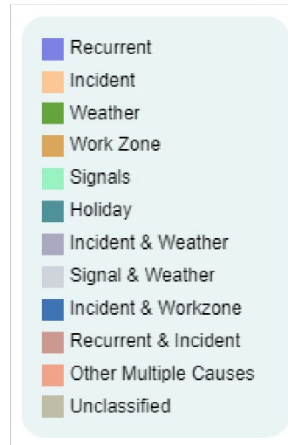 Recurrent
Incident
Weather
Work Zone
Signals
Holiday
Incident & Weather
Signal & Weather
Incident & Workzone
Recurrent & Incident
Other Multiple Causes
Unclassified